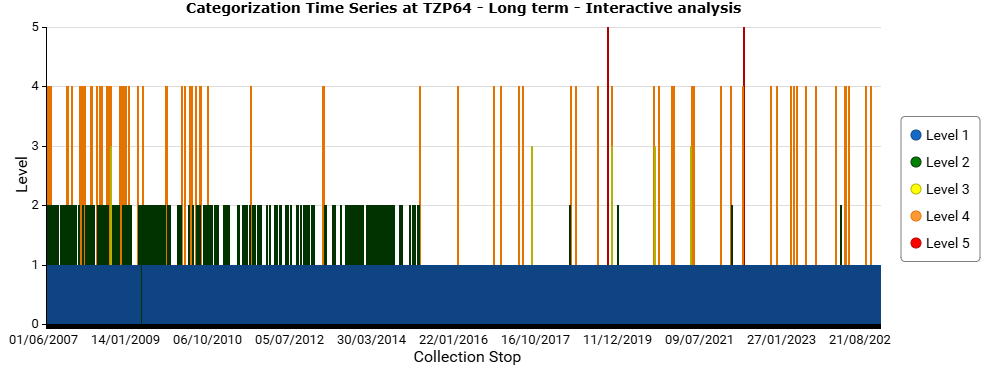 Categorization Time Series at TZP64 - Long term - Interactive analysis
5
4
3
2
1
0
Level
01/06/2007 14/01/2009 06/10/2010 05/07/2012 30/03/2014 22/01/2016 16/10/2017 11/12/2019 09/07/2021 27/01/2023 21/08/202
Collection Stop
Level 1
Level 2
Level 3
Level 4
Level 5